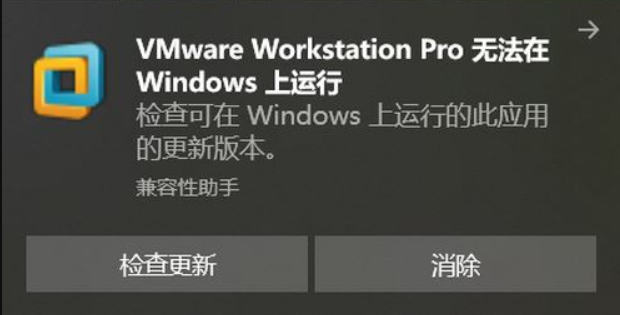 VMware Workstation Pro 无法在
Windows 上运行
检查可在 Windows 上运行的此应用
的更新版本。
兼容性助手
检查更新
消除